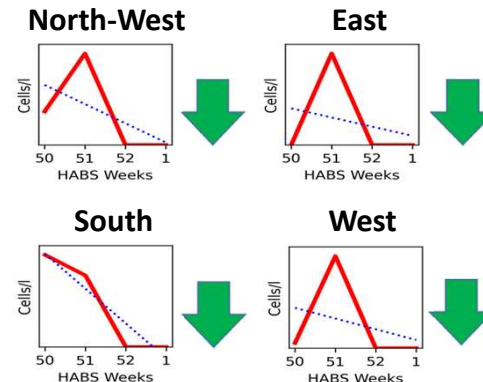 North-West
Cells/l
50 51 52 1
HABS Weeks
East
Cells/l
50 51 52 1
HABS Weeks
South
Cells/l
50 51 52 1
HABS Weeks
West
Cells/l
50 51 52 1
HABS Weeks